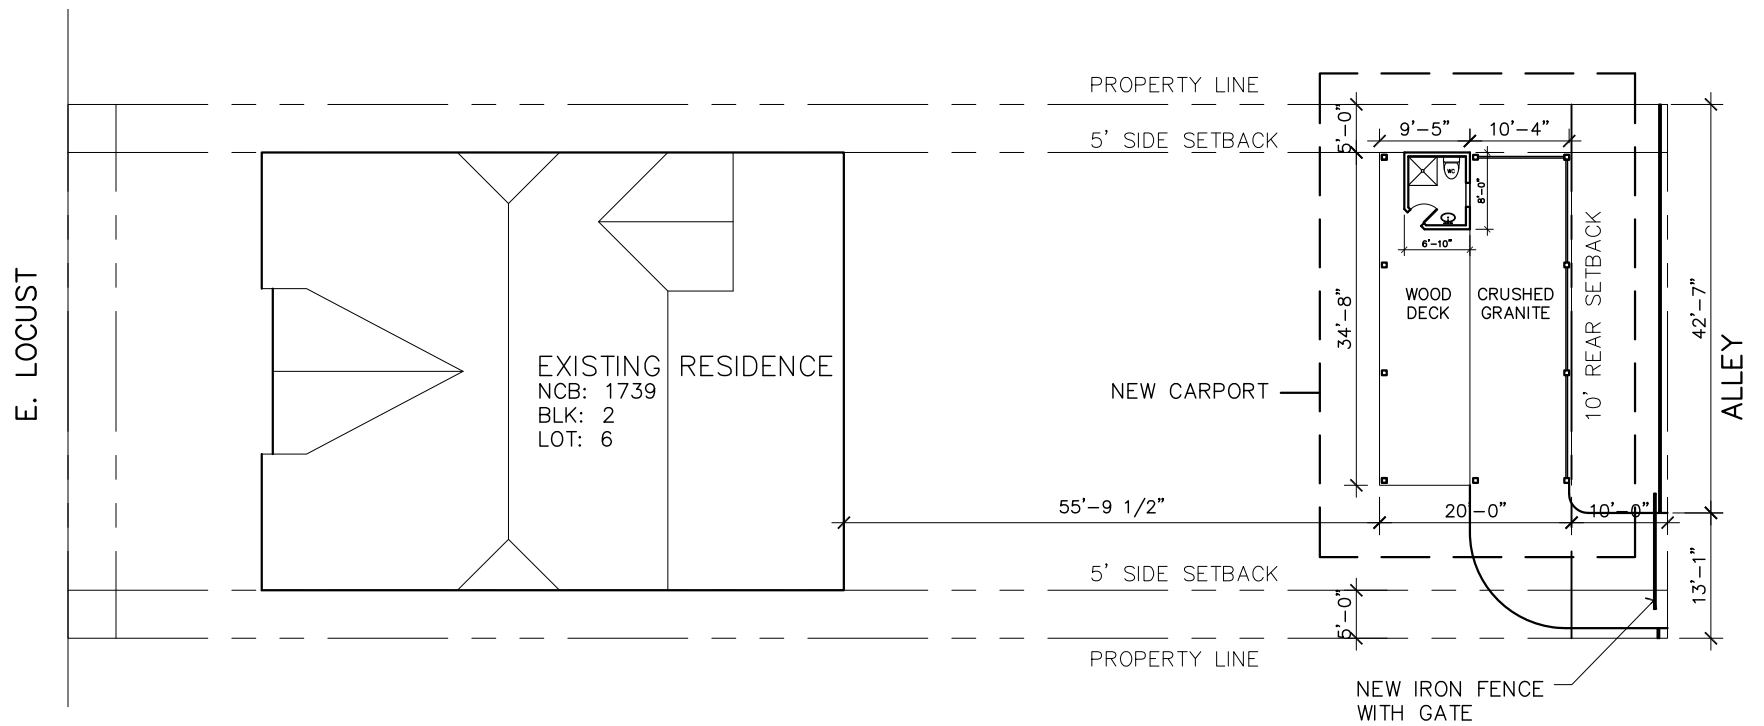 PROPERTY LINE
5' SIDE SETBACK
5'-0"
9'-5"
10'-4"
WC
8'-0"
6'-10"
WOOD
DECK
CRUSHED
GRANITE
10' REAR SETBACK
34'-8"
42'-7"
ALLEY
E. LOCUST
EXISTING RESIDENCE
NCB: 1739
BLK: 2
LOT: 6
NEW CARPORT
55'-9 1/2"
20'-0"
10'-0"
13'-1"
5' SIDE SETBACK
5'-0"
PROPERTY LINE
NEW IRON FENCE
WITH GATE